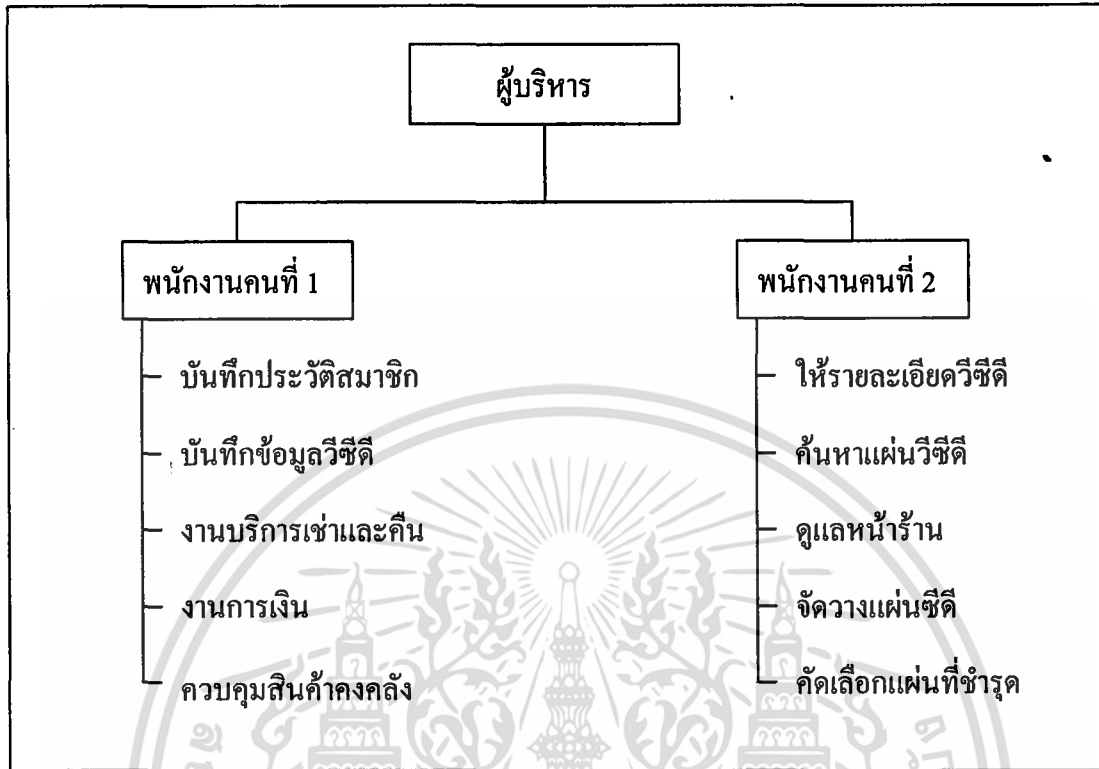 ผู้บริหาร
พนักงานคนที่ 1
บันทึกประวัติสมาชิก
บันทึกข้อมูลวีซีดี
งานบริการเช่าและคืน
งานการเงิน
ควบคุมสินค้าคงคลัง
พนักงานคนที่ 2
ให้รายละเอียดวีซีดี
ค้นหาแผ่นวีซีดี
ดูแลหน้าร้าน
จัดวางแผ่นซีดี
คัดเลือกแผ่นที่ชำรุด